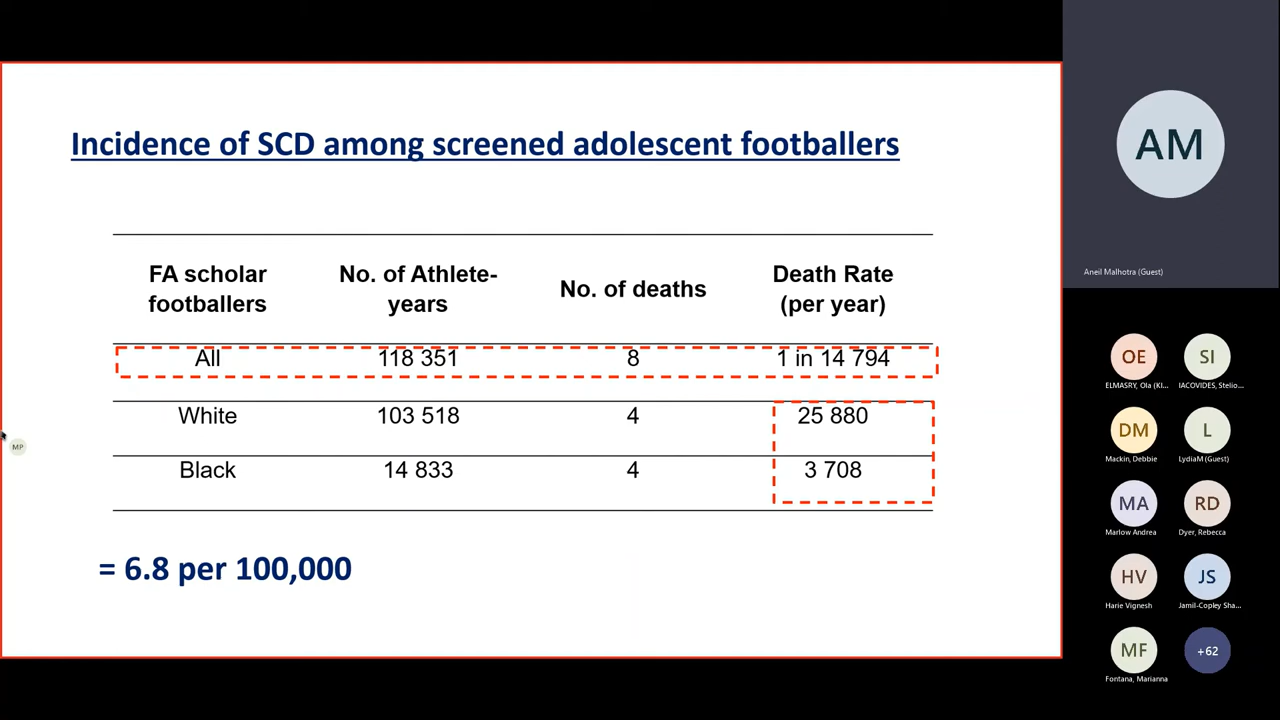 Incidence of SCD among screened adolescent footballers
FA scholar footballers No. of Athlete-years No. of deaths Death Rate (per year)
All 118 351 8 1 in 14 794
White 103 518 4 25 880
Black 14 833 4 3 708
= 6.8 per 100,000
MP
AM
Aneil Malhotra (Guest)
OE SI
ELMASRY, Ola (KI... IACOVIDES, Stelio...
DM L
Mackin, Debbie LydiaM (Guest)
MA RD
Marlow Andrea Dyer, Rebecca
HV JS
Harie Vignesh Jamil-Copley Sha...
MF +62
Fontana, Marianna